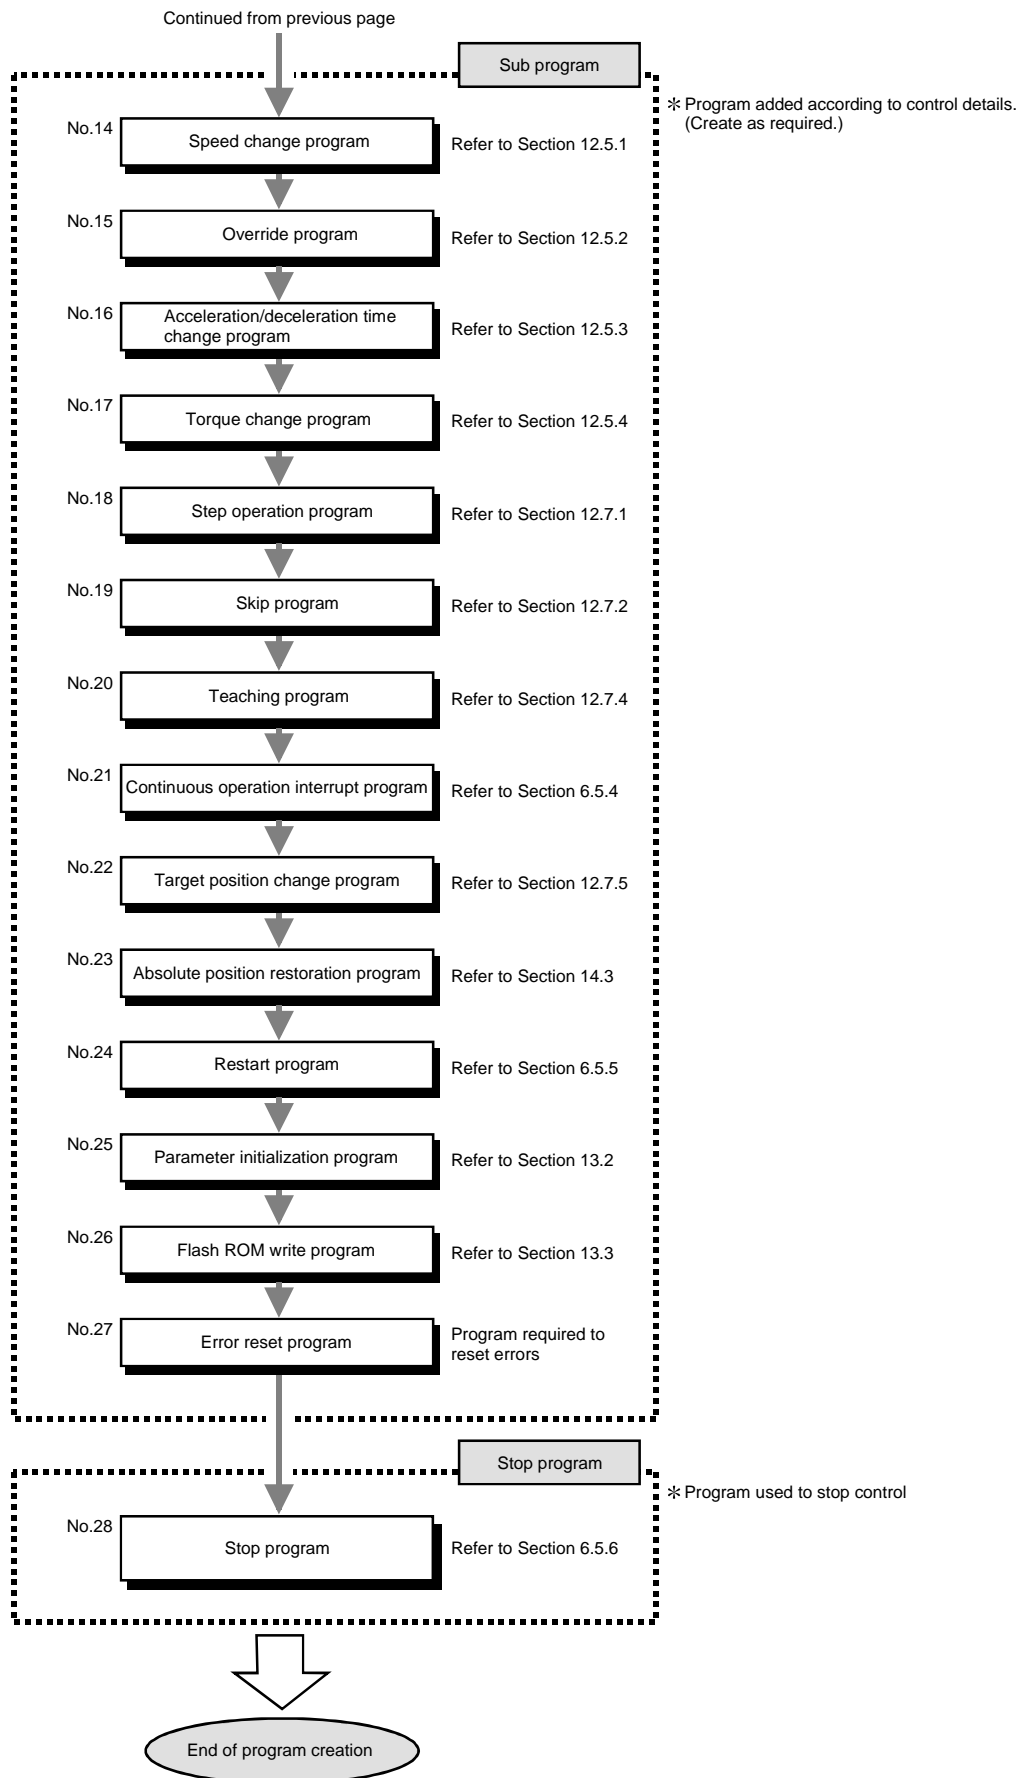 Continued from previous page
Sub program
✻ Program added according to control details.
(Create as required.)
No.14
Speed change program
Refer to Section 12.5.1
No.15
Override program
Refer to Section 12.5.2
No.16
Acceleration/deceleration time
change program
Refer to Section 12.5.3
No.17
Torque change program
Refer to Section 12.5.4
No.18
Step operation program
Refer to Section 12.7.1
No.19
Skip program
Refer to Section 12.7.2
No.20
Teaching program
Refer to Section 12.7.4
No.21
Continuous operation interrupt program
Refer to Section 6.5.4
No.22
Target position change program
Refer to Section 12.7.5
No.23
Absolute position restoration program
Refer to Section 14.3
No.24
Restart program
Refer to Section 6.5.5
No.25
Parameter initialization program
Refer to Section 13.2
No.26
Flash ROM write program
Refer to Section 13.3
No.27
Error reset program
Program required to
reset errors
Stop program
✻ Program used to stop control
No.28
Stop program
Refer to Section 6.5.6
End of program creation